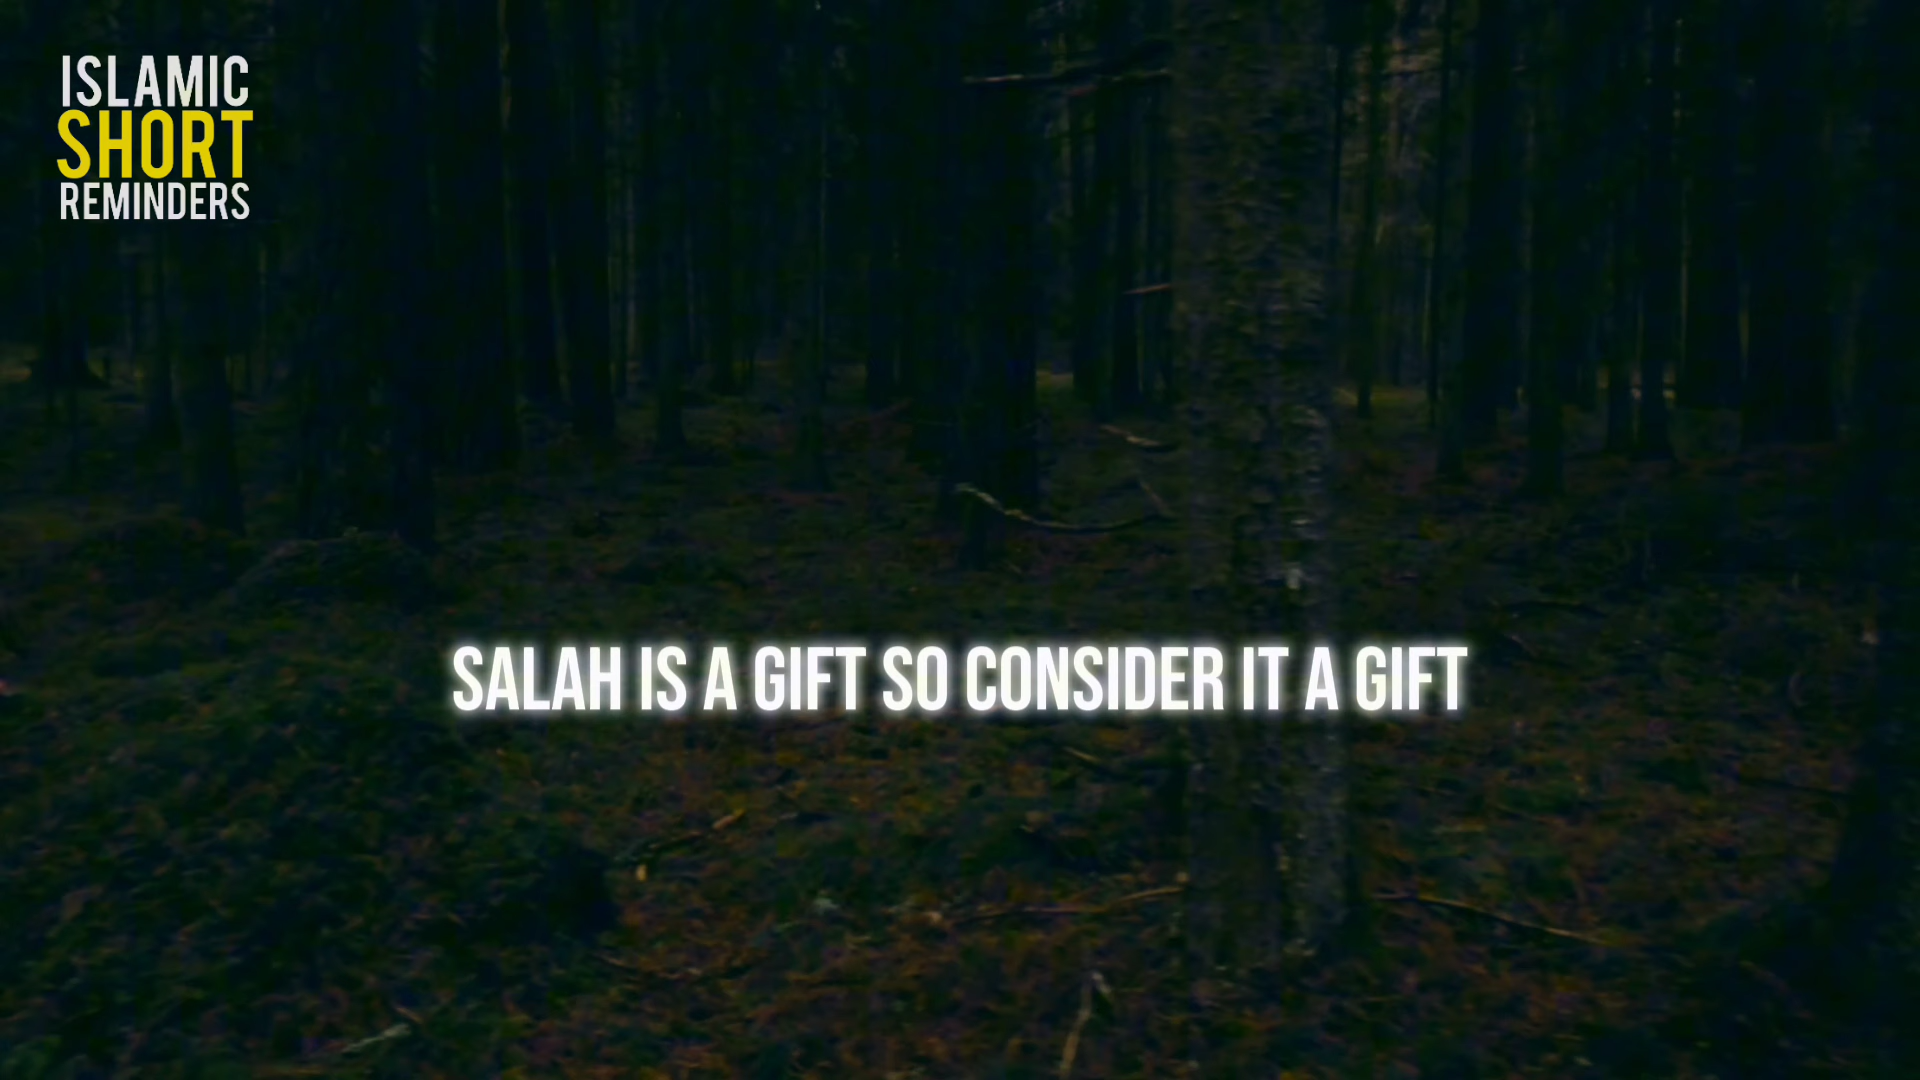 ISLAMIC
SHORT
REMINDERS
SALAH IS A GIFT SO CONSIDER IT A GIFT